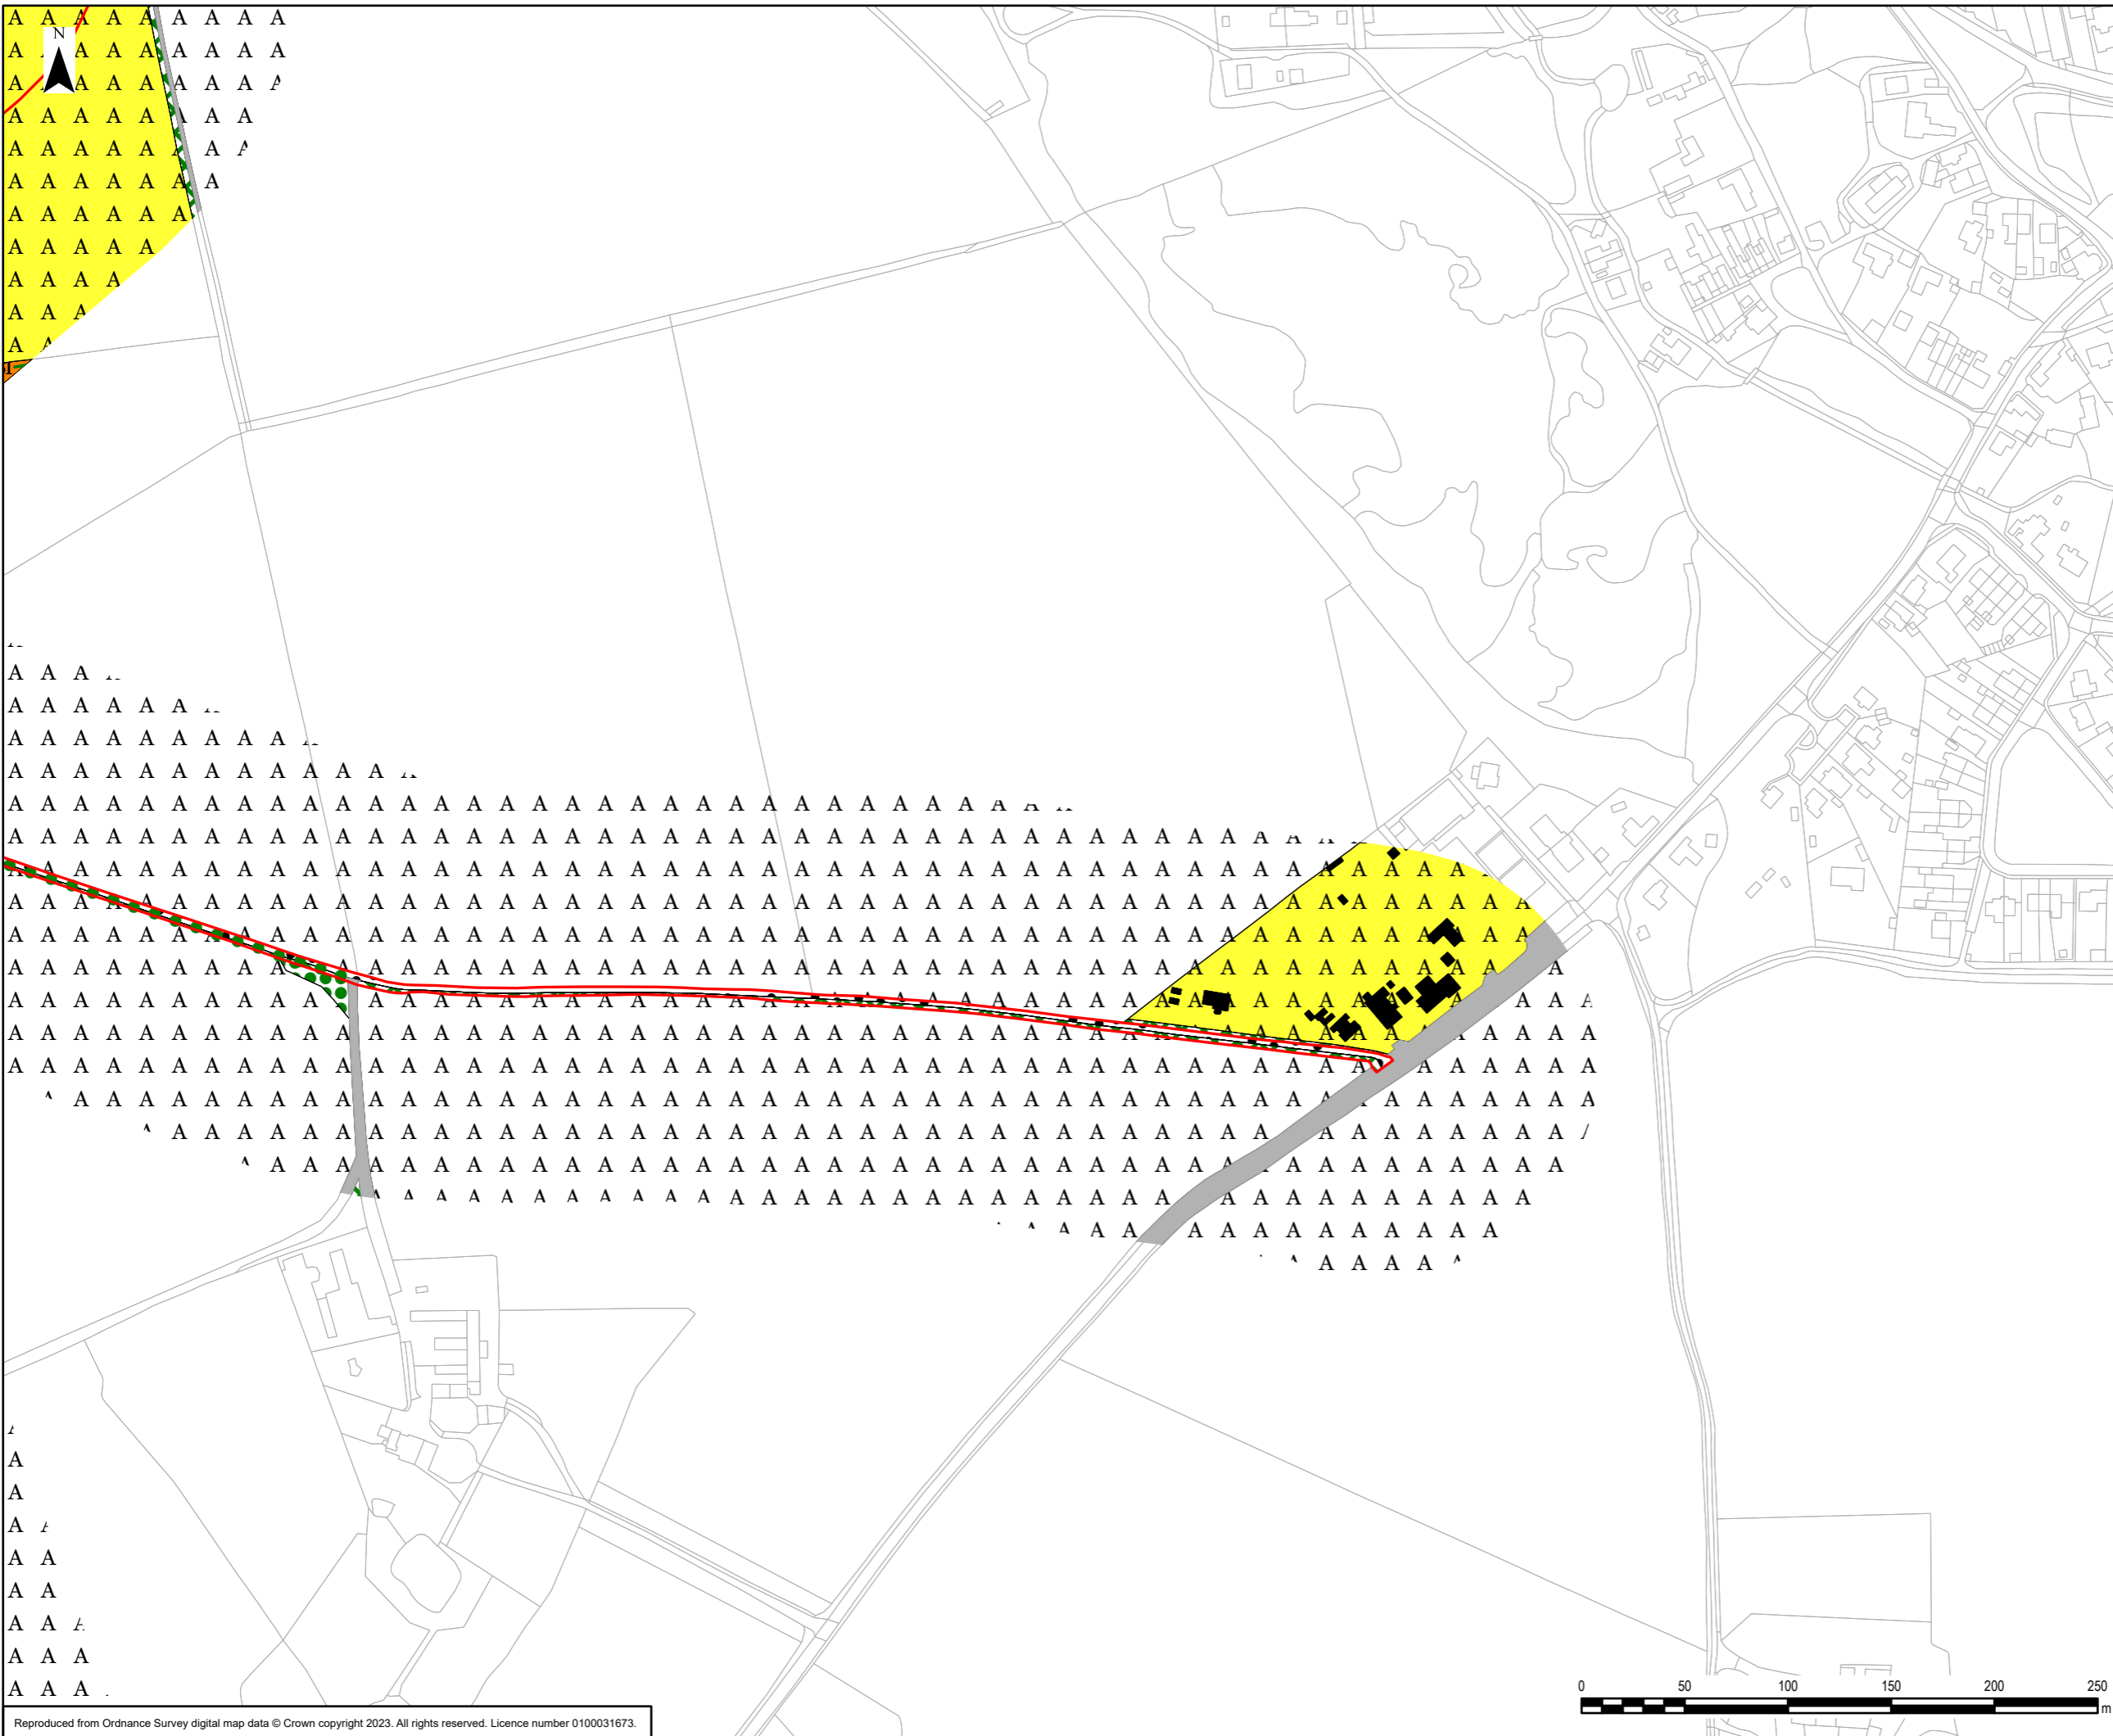 N
0 50 100 150 200 250
m
Reproduced from Ordnance Survey digital map data © Crown copyright 2023. All rights reserved. Licence number 0100031673.